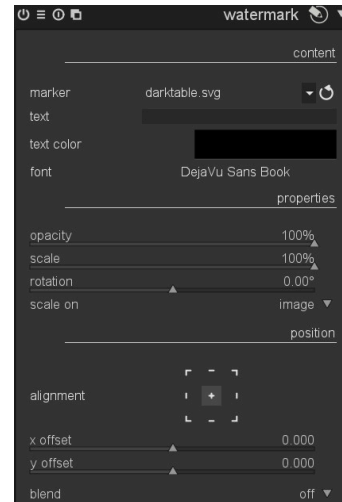 watermark
content
marker darktable.svg
text
text color
font DejaVu Sans Book
properties
opacity 100%
scale 100%
rotation 0.00°
scale on image
position
alignment
x offset 0.000
y offset 0.000
blend off